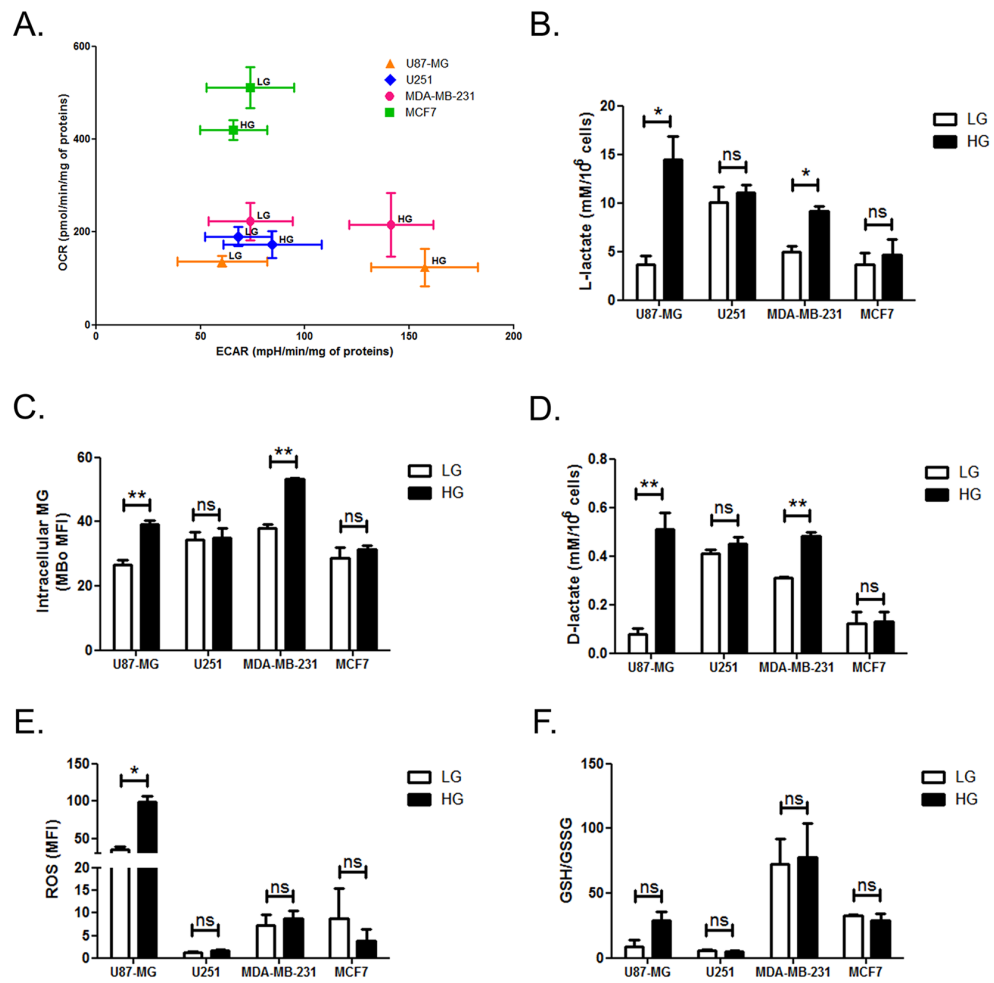 A.
600
400
200
0
0
50
100
150
200
OCR (pmol/min/mg of proteins)
ECAR (mpH/min/mg of proteins)
U87-MG
U251
MDA-MB-231
MCF7
LG
HG
LG
HG
LG
HG
LG
HG
B.
L-lactate (mM/10⁶ cells)
20
15
10
5
0
*
ns
*
ns
U87-MG U251 MDA-MB-231 MCF7
LG
HG
C.
Intracellular MG
(MBo MFI)
60
40
20
0
**
ns
**
ns
U87-MG U251 MDA-MB-231 MCF7
LG
HG
D.
D-lactate (mM/10⁶ cells)
0.8
0.6
0.4
0.2
0.0
**
ns
**
ns
U87-MG U251 MDA-MB-231 MCF7
LG
HG
E.
ROS (MFI)
150
100
50
20
15
10
5
0
*
ns
ns
ns
U87-MG U251 MDA-MB-231 MCF7
LG
HG
F.
GSH/GSSG
150
100
50
0
ns
ns
ns
ns
U87-MG U251 MDA-MB-231 MCF7
LG
HG